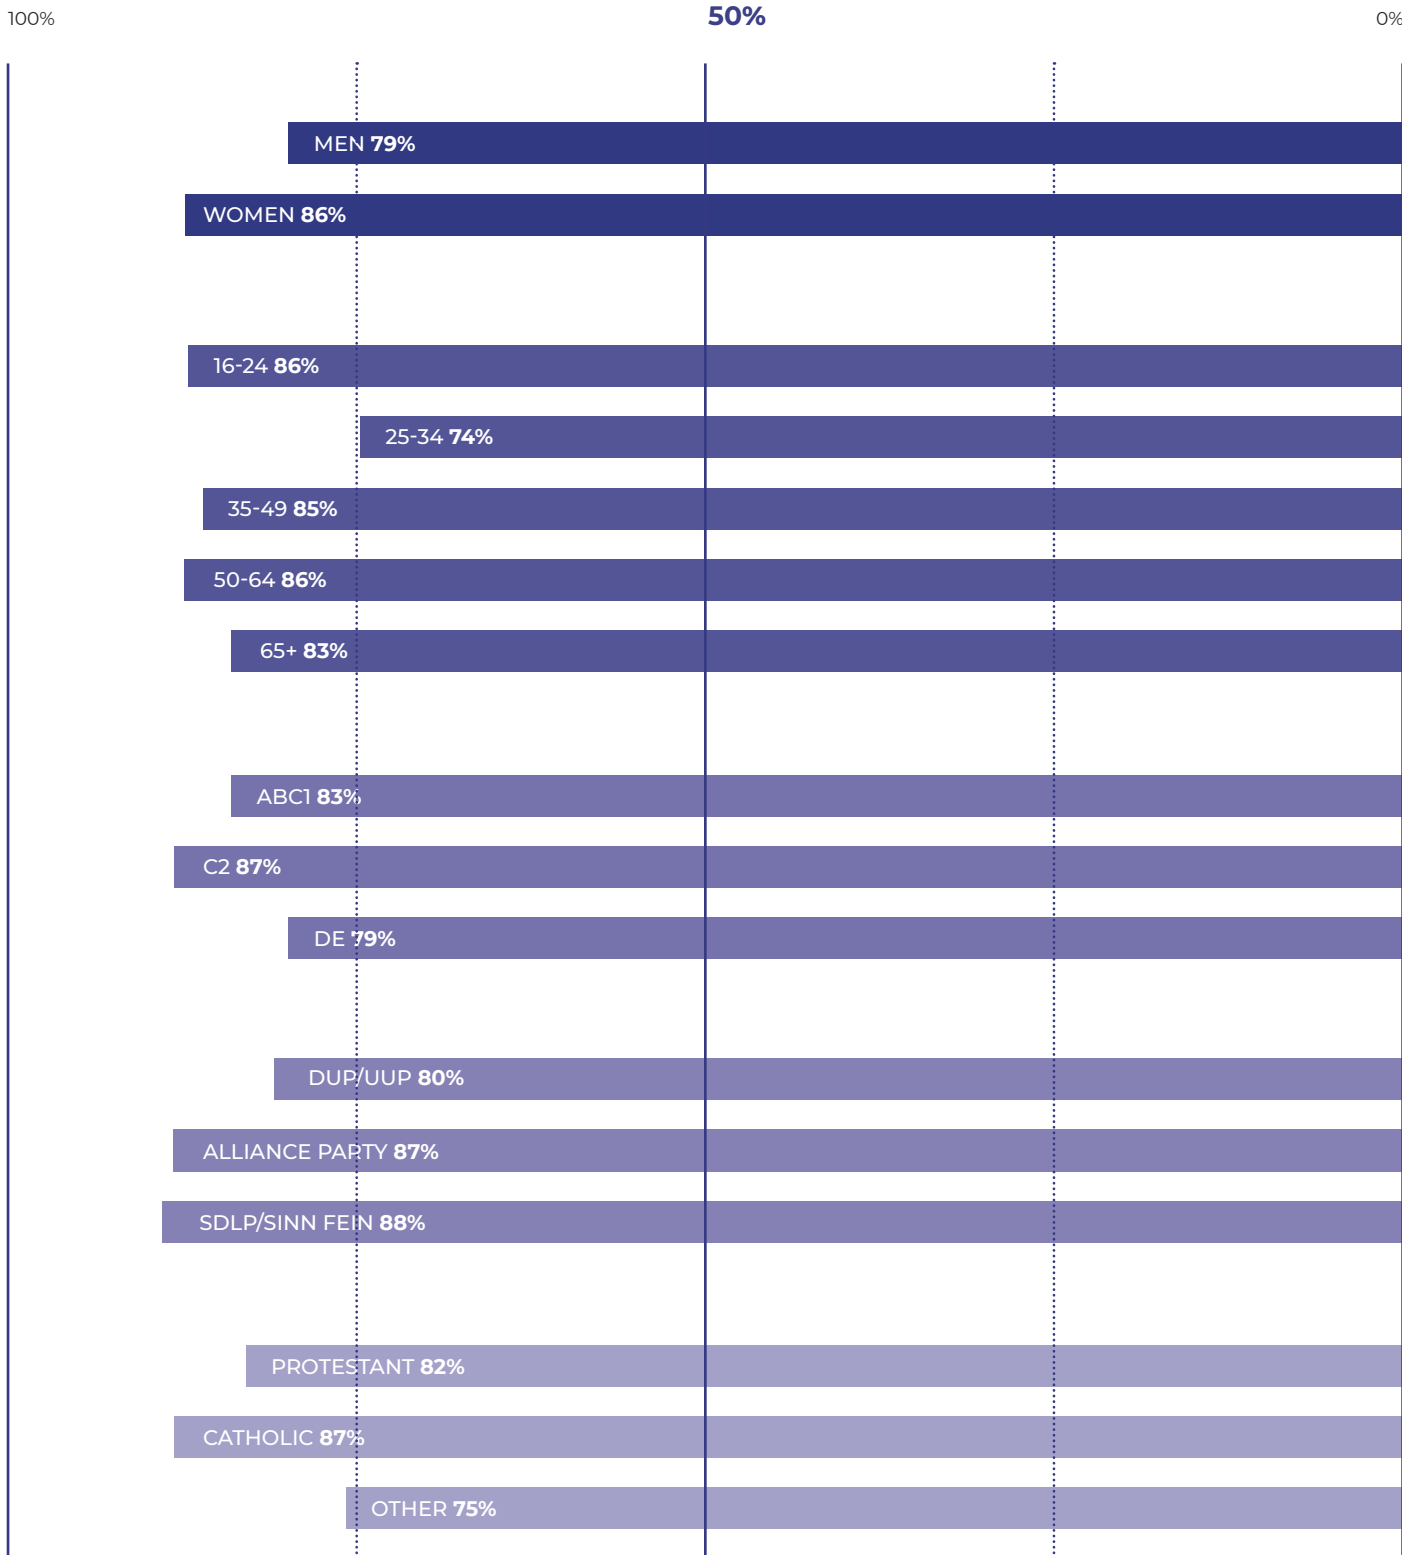 100% 50% 0%
MEN 79%
WOMEN 86%
16-24 86%
25-34 74%
35-49 85%
50-64 86%
65+ 83%
ABC1 83%
C2 87%
DE 79%
DUP/UUP 80%
ALLIANCE PARTY 87%
SDLP/SINN FEIN 88%
PROTESTANT 82%
CATHOLIC 87%
OTHER 75%